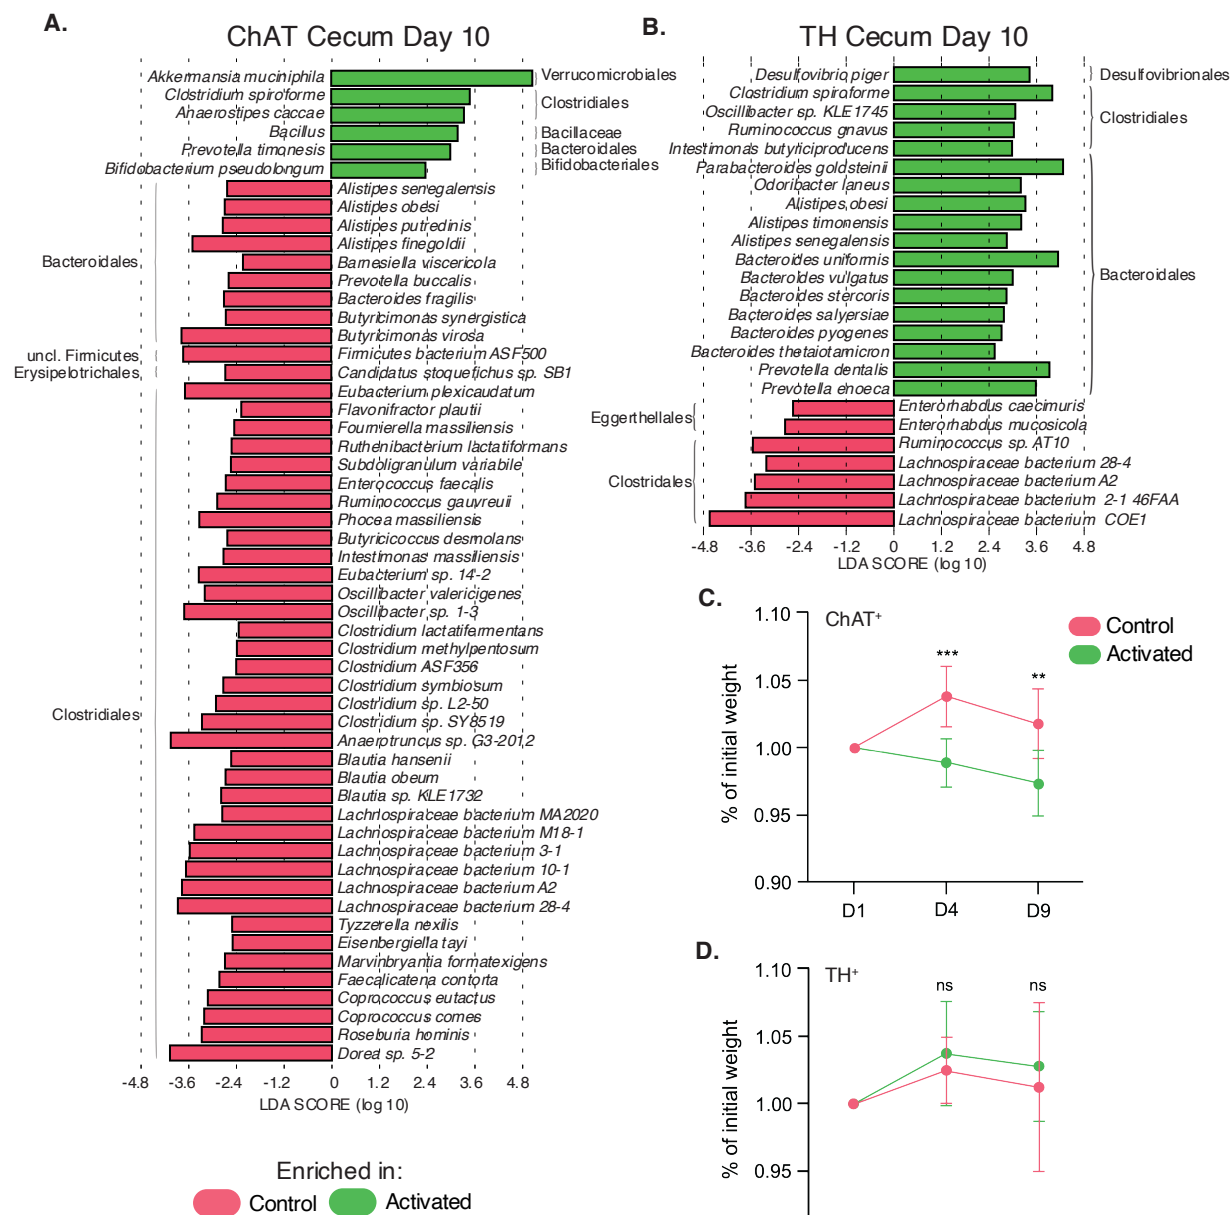 A.
ChAT Cecum Day 10
Akkermansia muciniphila
Verrucomicrobiales
Clostridium spiroforme
Anaerostipes caccae
Clostridiales
Bacillus
Bacillaceae
Prevotella timonesis
Bacteroidales
Bifidobacterium pseudolongum
Bifidobacteriales
Alistipes senegalensis
Alistipes obesi
Alistipes putredinis
Alistipes finegoldii
Bacteroidales
Barnesiella viscericola
Prevotella buccalis
Bacteroides fragilis
Butyricimonas synergistica
Butyricimonas virosa
uncl. Firmicutes
Firmicutes bacterium ASF500
Erysipelotrichales
Candidatus stoquefichus sp. SB1
Eubacterium plexicaudatum
Flavonifractor plautii
Fournierella massiliensis
Ruthenibacterium lactatiformans
Subdoligranulum variabile
Enterococcus faecalis
Ruminococcus gauvreuii
Phocea massiliensis
Butyricicoccus desmolans
Intestimonas massiliensis
Eubacterium sp. 14-2
Oscillibacter valericigenes
Oscillibacter sp. 1-3
Clostridium lactatifermentans
Clostridium methylpentosum
Clostridium ASF356
Clostridium symbiosum
Clostridium sp. L2-50
Clostridiales
Clostridium sp. SY8519
Anaerotruncus sp. G3-2012
Blautia hansenii
Blautia obeum
Blautia sp. KLE1732
Lachnospiraceae bacterium MA2020
Lachnospiraceae bacterium M18-1
Lachnospiraceae bacterium 3-1
Lachnospiraceae bacterium 10-1
Lachnospiraceae bacterium A2
Lachnospiraceae bacterium 28-4
Tyzzerella nexilis
Eisenbergiella tayi
Marvinbryantia formatexigens
Faecalicatena contorta
Coprococcus eutactus
Coprococcus comes
Roseburia hominis
Dorea sp. 5-2
-4.8 -3.6 -2.4 -1.2 0 1.2 2.4 3.6 4.8
LDA SCORE (log 10)
Enriched in:
Control Activated
B.
TH Cecum Day 10
Desulfovibrio piger
Desulfovibrionales
Clostridium spiroforme
Oscillibacter sp. KLE1745
Clostridiales
Ruminococcus gnavus
Intestimonas butyriciproducens
Parabacteroides goldsteinii
Odoribacter laneus
Alistipes obesi
Alistipes timonensis
Alistipes senegalensis
Bacteroides uniformis
Bacteroidales
Bacteroides vulgatus
Bacteroides stercoris
Bacteroides salyersiae
Bacteroides pyogenes
Bacteroides thetaiotamicron
Prevotella dentalis
Prevotella enoeca
Enterorhabdus caecimuris
Eggerthellales
Enterorhabdus mucosicola
Ruminococcus sp. AT10
Lachnospiraceae bacterium 28-4
Clostridales
Lachnospiraceae bacterium A2
Lachnospiraceae bacterium 2-1 46FAA
Lachnospiraceae bacterium COE1
-4.8 -3.6 -2.4 -1.2 0 1.2 2.4 3.6 4.8
LDA SCORE (log 10)
C.
ChAT+
Control
Activated
% of initial weight
1.10
1.05
1.00
0.95
0.90
***
**
D1 D4 D9
D.
TH+
% of initial weight
1.10
1.05
1.00
0.95
ns
ns